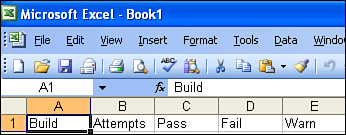 Microsoft Excel - Book1
File Edit View Insert Format Tools Data
A1 fx Build
A B C D E
1 Build Attempts Pass Fail Warn